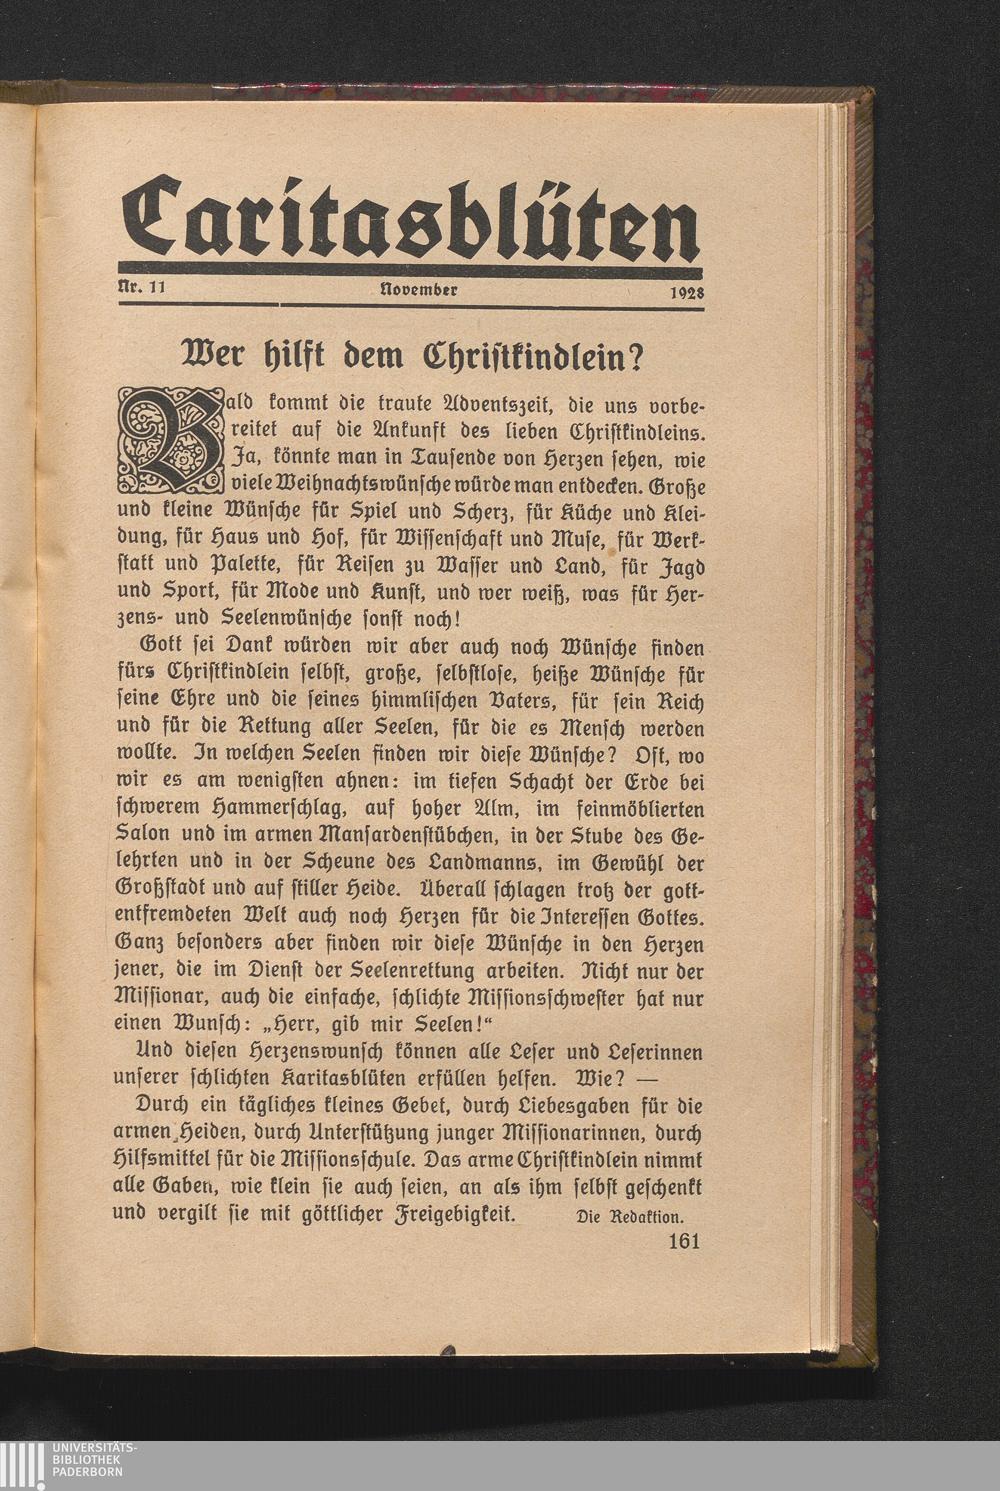 Caritasblüten
Nr. 11 November 1928
Wer hilft dem Christkindlein?
Bald kommt die traute Adventszeit, die uns vorbe-
reitet auf die Ankunft des lieben Christkindleins.
Ja, könnte man in Tausende von Herzen sehen, wie
viele Weihnachtswünsche würde man entdecken. Große
und kleine Wünsche für Spiel und Scherz, für Küche und Klei-
dung, für Haus und Hof, für Wissenschaft und Muse, für Werk-
statt und Palette, für Reisen zu Wasser und Land, für Jagd
und Sport, für Mode und Kunst, und wer weiß, was für Her-
zens- und Seelenwünsche sonst noch!
Gott sei Dank würden wir aber auch noch Wünsche finden
fürs Christkindlein selbst, große, selbstlose, heiße Wünsche für
seine Ehre und die seines himmlischen Vaters, für sein Reich
und für die Rettung aller Seelen, für die es Mensch werden
wollte. In welchen Seelen finden wir diese Wünsche? Oft, wo
wir es am wenigsten ahnen: im tiefen Schacht der Erde bei
schwerem Hammerschlag, auf hoher Alm, im feinmöblierten
Salon und im armen Mansardenstübchen, in der Stube des Ge-
lehrten und in der Scheune des Landmanns, im Gewühl der
Großstadt und auf stiller Heide. Überall schlagen trotz der gott-
entfremdeten Welt auch noch Herzen für die Interessen Gottes.
Ganz besonders aber finden wir diese Wünsche in den Herzen
jener, die im Dienst der Seelenrettung arbeiten. Nicht nur der
Missionar, auch die einfache, schlichte Missionsschwester hat nur
einen Wunsch: „Herr, gib mir Seelen!“
Und diesen Herzenswunsch können alle Leser und Leserinnen
unserer schlichten Karitasblüten erfüllen helfen. Wie? —
Durch ein tägliches kleines Gebet, durch Liebesgaben für die
armen Heiden, durch Unterstützung junger Missionarinnen, durch
Hilfsmittel für die Missionsschule. Das arme Christkindlein nimmt
alle Gaben, wie klein sie auch seien, an als ihm selbst geschenkt
und vergilt sie mit göttlicher Freigebigkeit. Die Redaktion.
161
UNIVERSITÄTS-
BIBLIOTHEK
PADERBORN